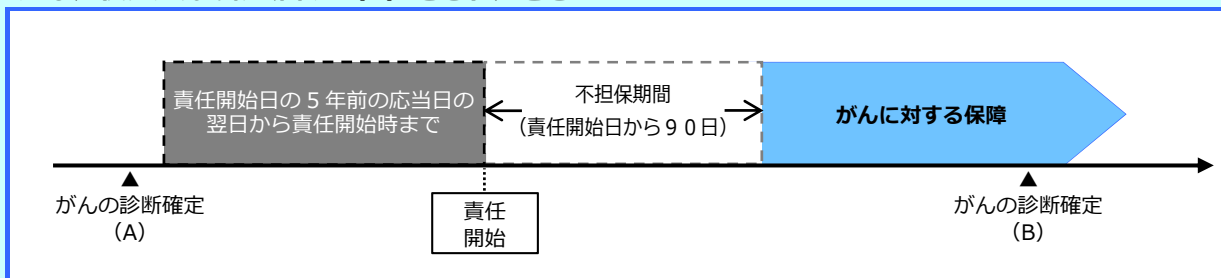 責任開始日の5年前の応当日の
翌日から責任開始時まで
不担保期間
（責任開始日から９０日）
がんに対する保障
がんの診断確定
（A）
責任
開始
がんの診断確定
（B）